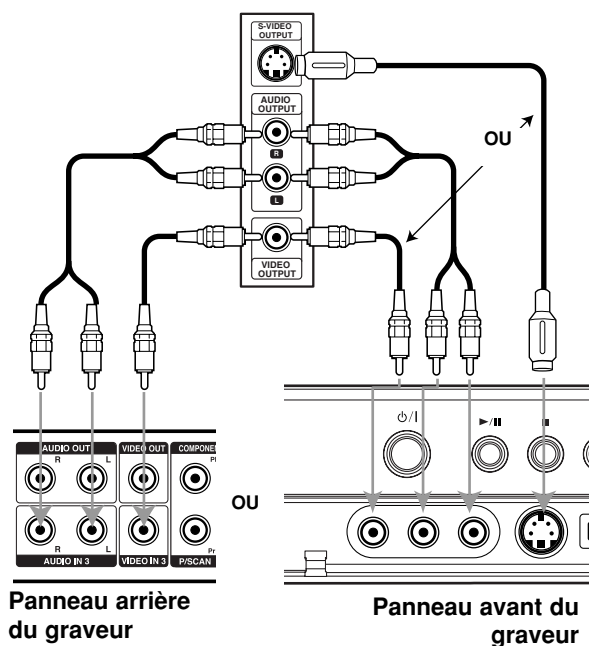 S-VIDEO
OUTPUT
AUDIO
OUTPUT
R
L
VIDEO
OUTPUT
OU
AUDIO OUT
R L
VIDEO OUT
COMPONE
R L
AUDIO IN 3
VIDEO IN 3
Pr
P/SCAN
OU
Panneau arrière
du graveur
Panneau avant du
graveur